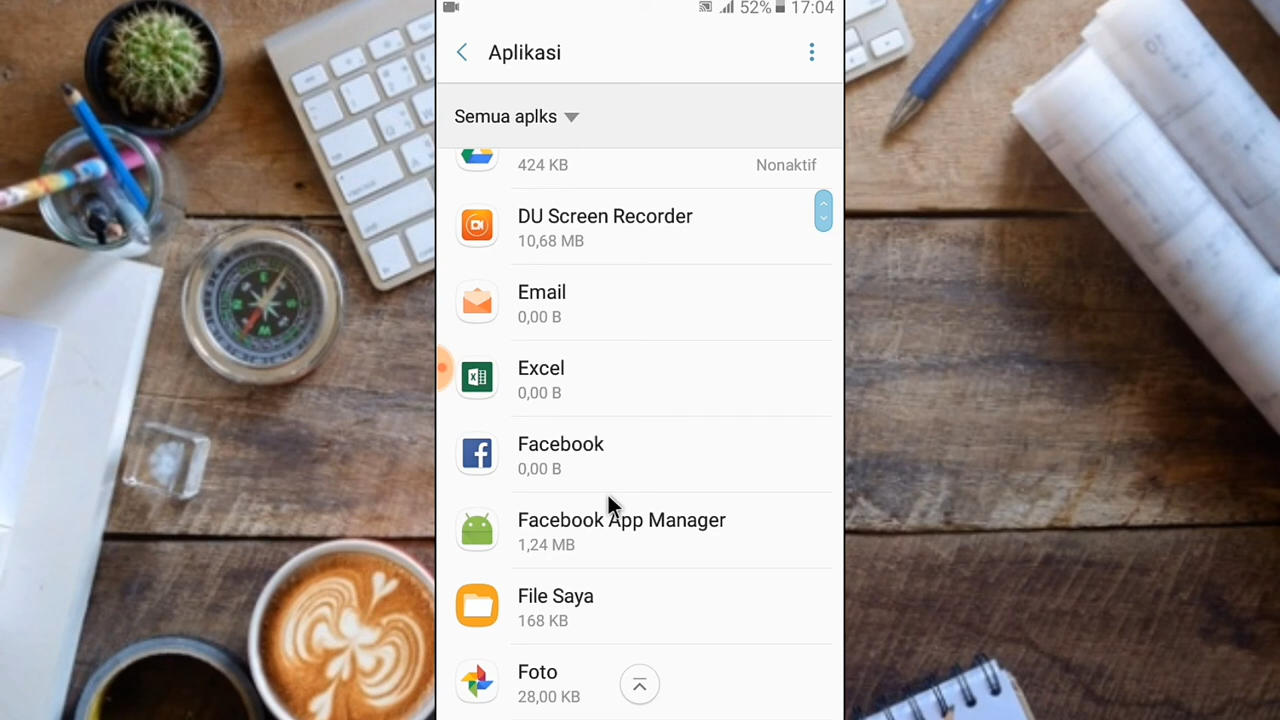 52% 17:04
Aplikasi
Semua aplks
424 KB Nonaktif
DU Screen Recorder
10,68 MB
Email
0,00 B
Excel
0,00 B
Facebook
0,00 B
Facebook App Manager
1,24 MB
File Saya
168 KB
Foto
28,00 KB